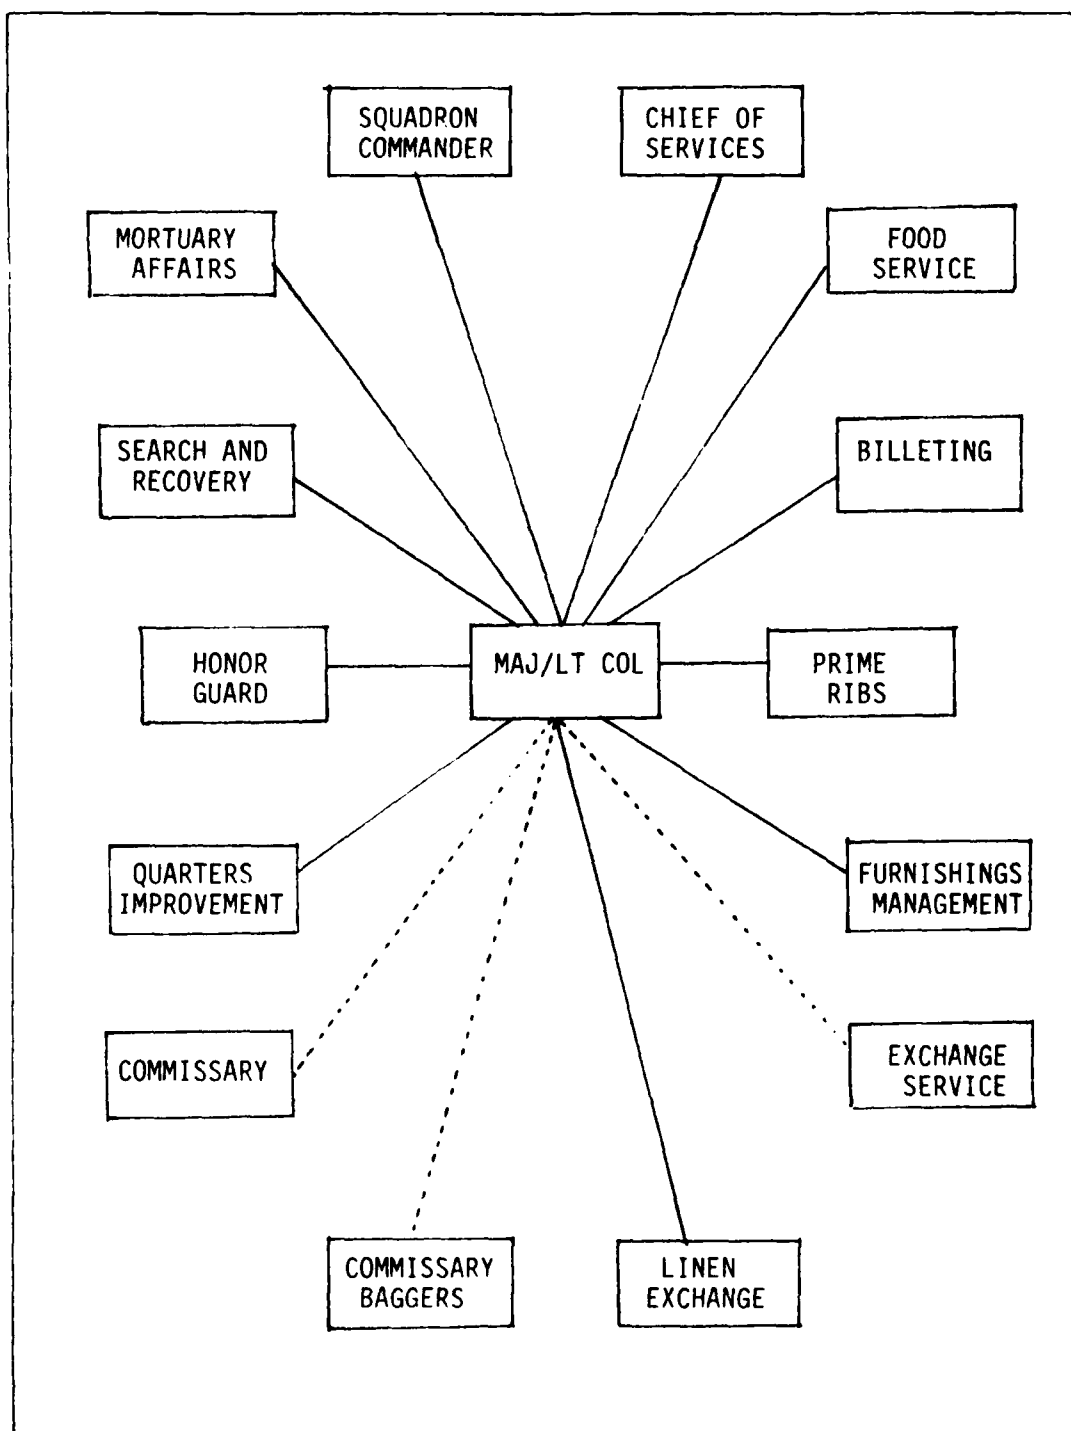 SQUADRON
COMMANDER
CHIEF OF
SERVICES
MORTUARY
AFFAIRS
FOOD
SERVICE
SEARCH AND
RECOVERY
BILLETING
HONOR
GUARD
MAJ/LT COL
PRIME
RIBS
QUARTERS
IMPROVEMENT
FURNISHINGS
MANAGEMENT
COMMISSARY
EXCHANGE
SERVICE
COMMISSARY
BAGGERS
LINEN
EXCHANGE